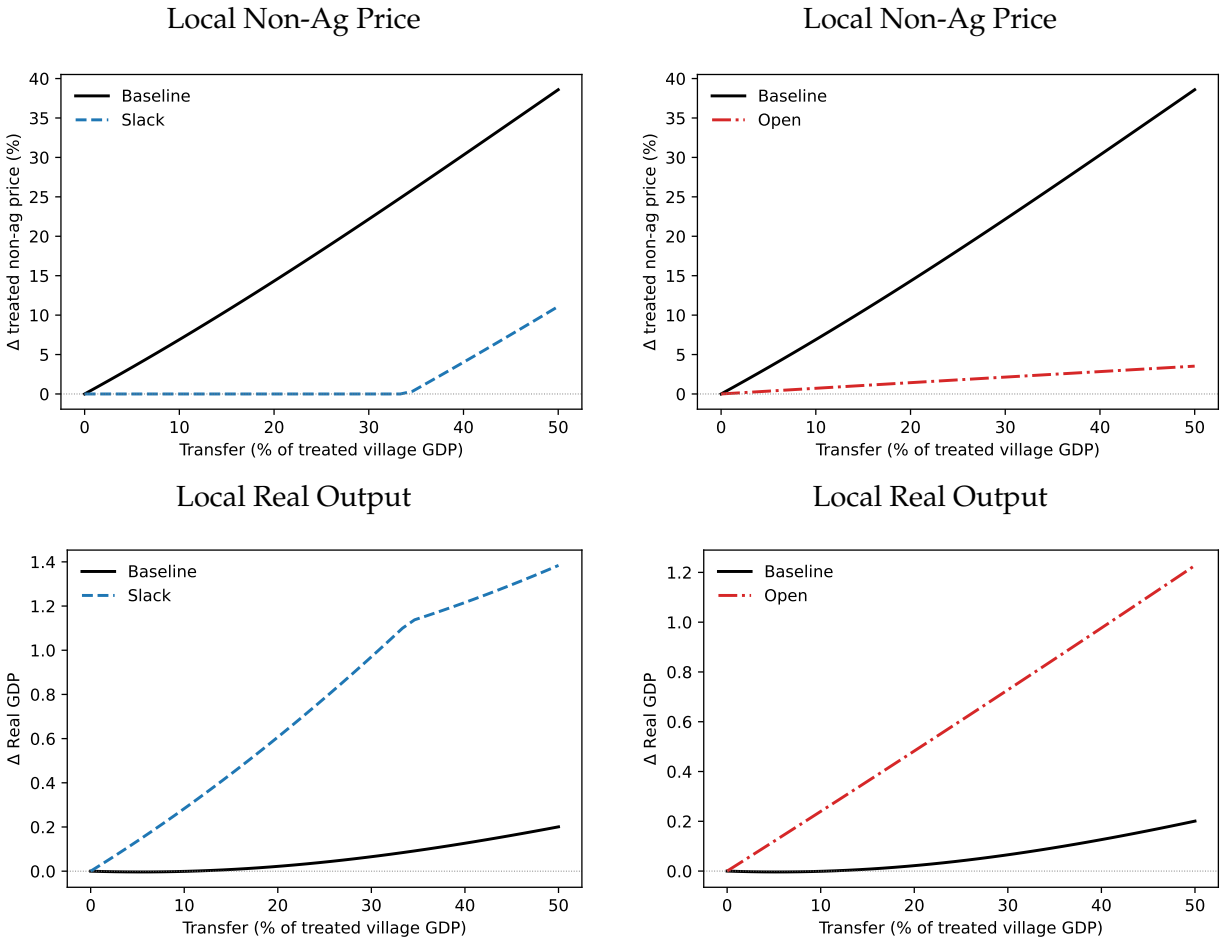 Local Non-Ag Price
Δ treated non-ag price (%)
40
35
30
25
20
15
10
5
0
Baseline
Slack
0 10 20 30 40 50
Transfer (% of treated village GDP)
Local Non-Ag Price
Δ treated non-ag price (%)
40
35
30
25
20
15
10
5
0
Baseline
Open
0 10 20 30 40 50
Transfer (% of treated village GDP)
Local Real Output
Δ Real GDP
1.4
1.2
1.0
0.8
0.6
0.4
0.2
0.0
Baseline
Slack
0 10 20 30 40 50
Transfer (% of treated village GDP)
Local Real Output
Δ Real GDP
1.2
1.0
0.8
0.6
0.4
0.2
0.0
Baseline
Open
0 10 20 30 40 50
Transfer (% of treated village GDP)